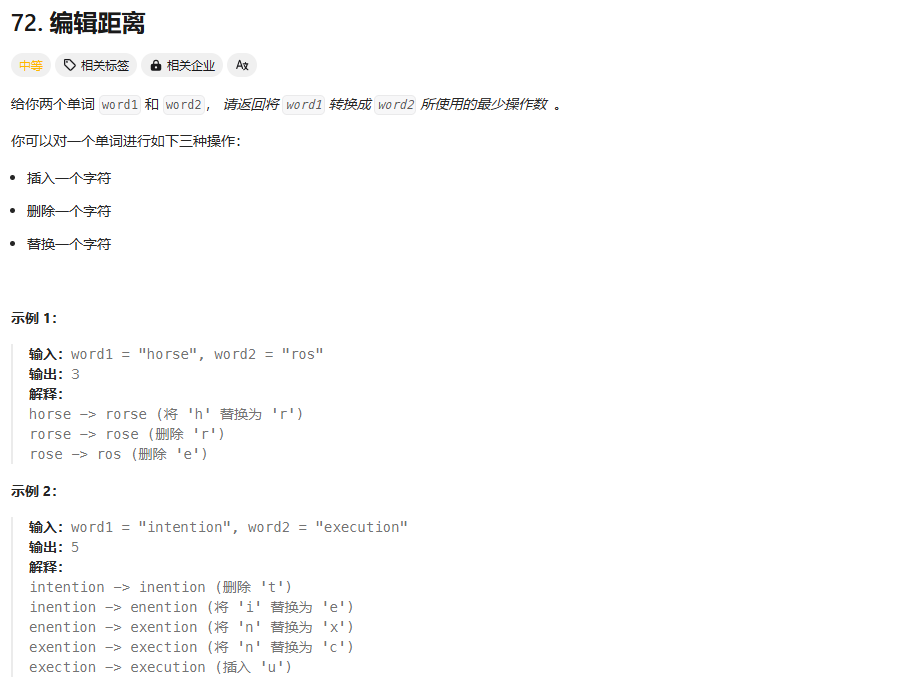 72. 编辑距离
中等 相关标签 相关企业 Aあ
给你两个单词 word1 和 word2， 请返回将 word1 转换成 word2 所使用的最少操作数 。
你可以对一个单词进行如下三种操作：
插入一个字符
删除一个字符
替换一个字符
示例 1：
输入：word1 = "horse", word2 = "ros"
输出：3
解释：
horse -> rorse (将 'h' 替换为 'r')
rorse -> rose (删除 'r')
rose -> ros (删除 'e')
示例 2：
输入：word1 = "intention", word2 = "execution"
输出：5
解释：
intention -> inention (删除 't')
inention -> enention (将 'i' 替换为 'e')
enention -> exention (将 'n' 替换为 'x')
exention -> exection (将 'n' 替换为 'c')
exection -> execution (插入 'u')